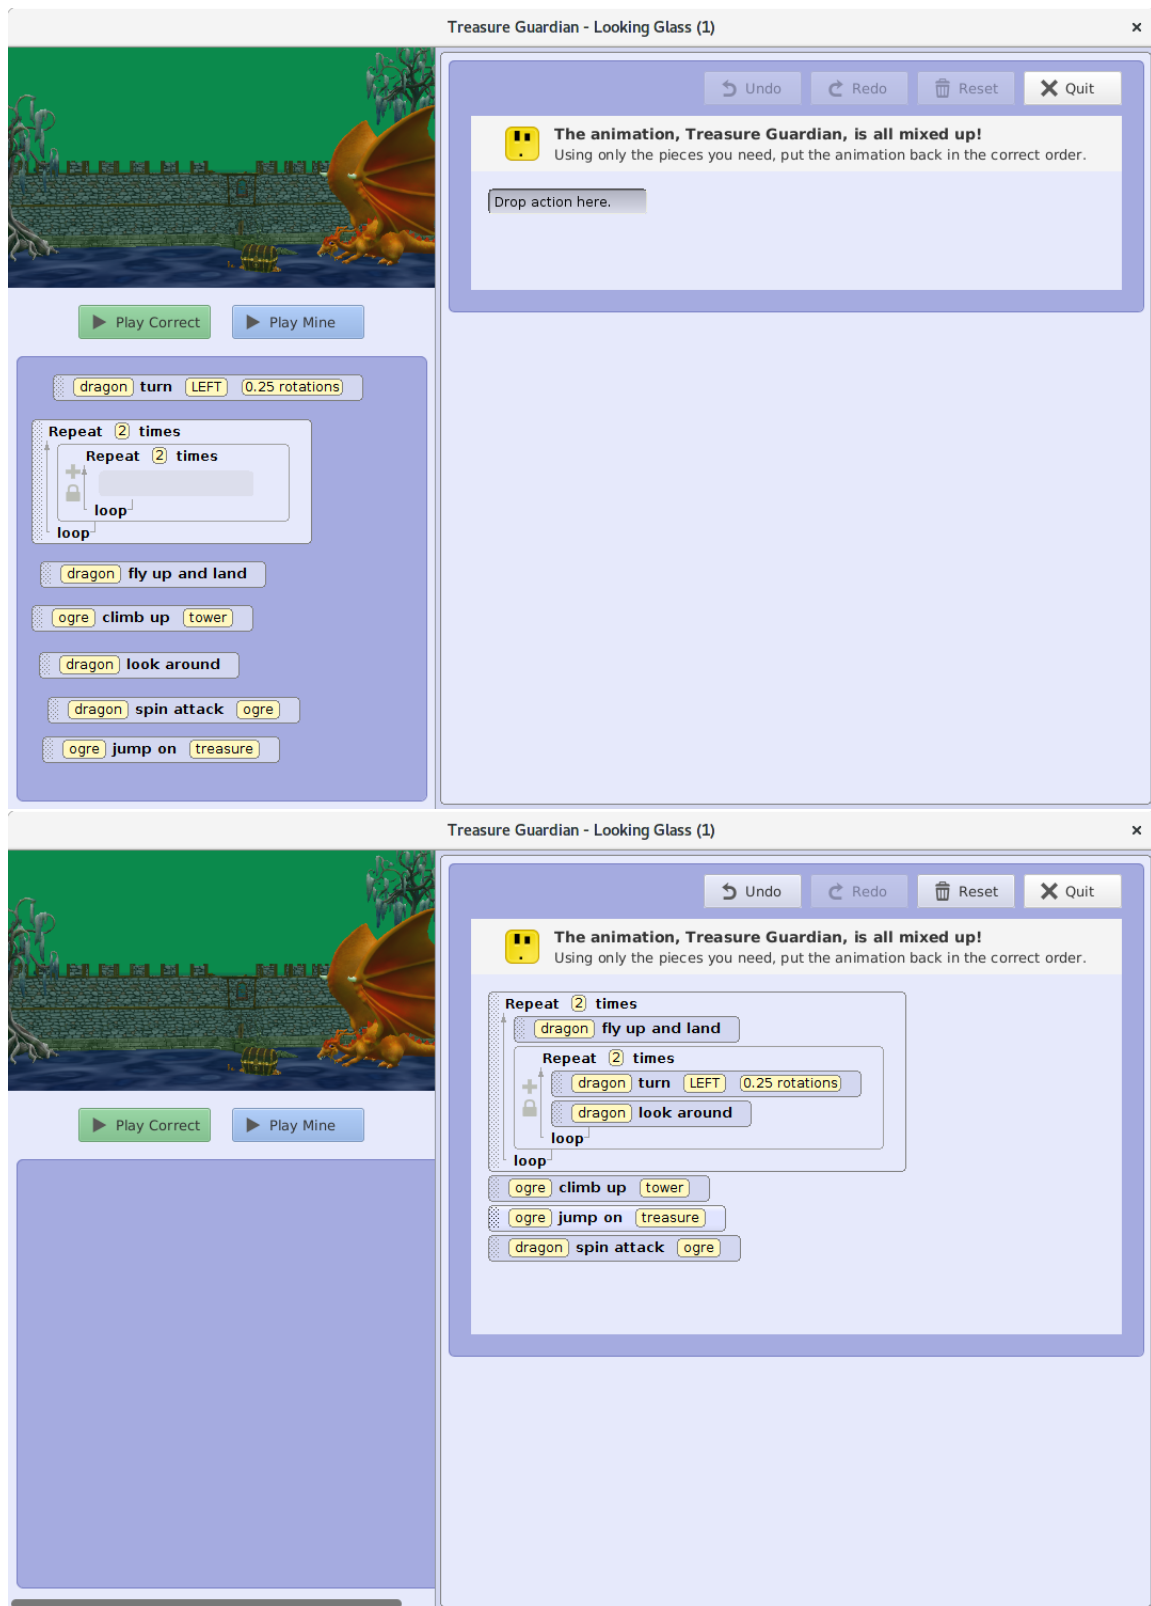 Treasure Guardian - Looking Glass (1) ×
Undo Redo Reset Quit
The animation, Treasure Guardian, is all mixed up!
Using only the pieces you need, put the animation back in the correct order.
Drop action here.
Play Correct Play Mine
dragon turn LEFT 0.25 rotations
Repeat 2 times
Repeat 2 times
loop
loop
dragon fly up and land
ogre climb up tower
dragon look around
dragon spin attack ogre
ogre jump on treasure
Treasure Guardian - Looking Glass (1) ×
Undo Redo Reset Quit
The animation, Treasure Guardian, is all mixed up!
Using only the pieces you need, put the animation back in the correct order.
Play Correct Play Mine
Repeat 2 times
dragon fly up and land
Repeat 2 times
dragon turn LEFT 0.25 rotations
dragon look around
loop
loop
ogre climb up tower
ogre jump on treasure
dragon spin attack ogre